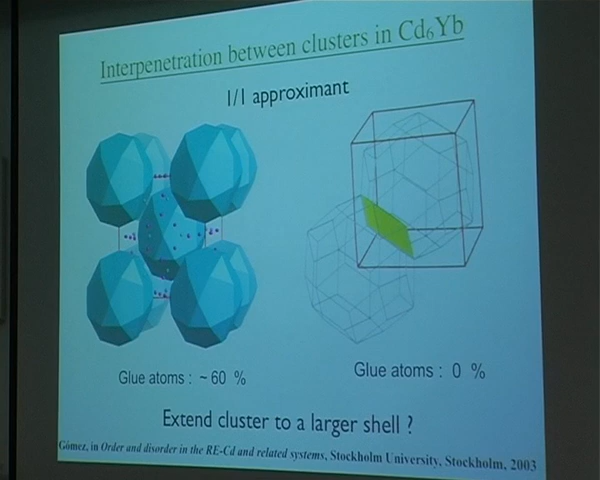 Interpenetration between clusters in Cd₆Yb
1/1 approximant
Glue atoms : ~ 60 %
Glue atoms : 0 %
Extend cluster to a larger shell ?
Gómez, in Order and disorder in the RE-Cd and related systems, Stockholm University, Stockholm, 2003